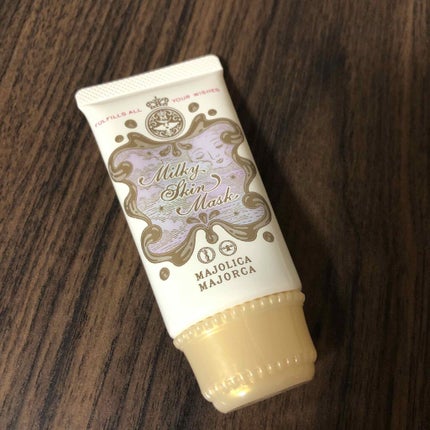 FULFILLS ALL YOUR WISHES
Milky
Skin
Mask
MAJOLICA
MAJORCA